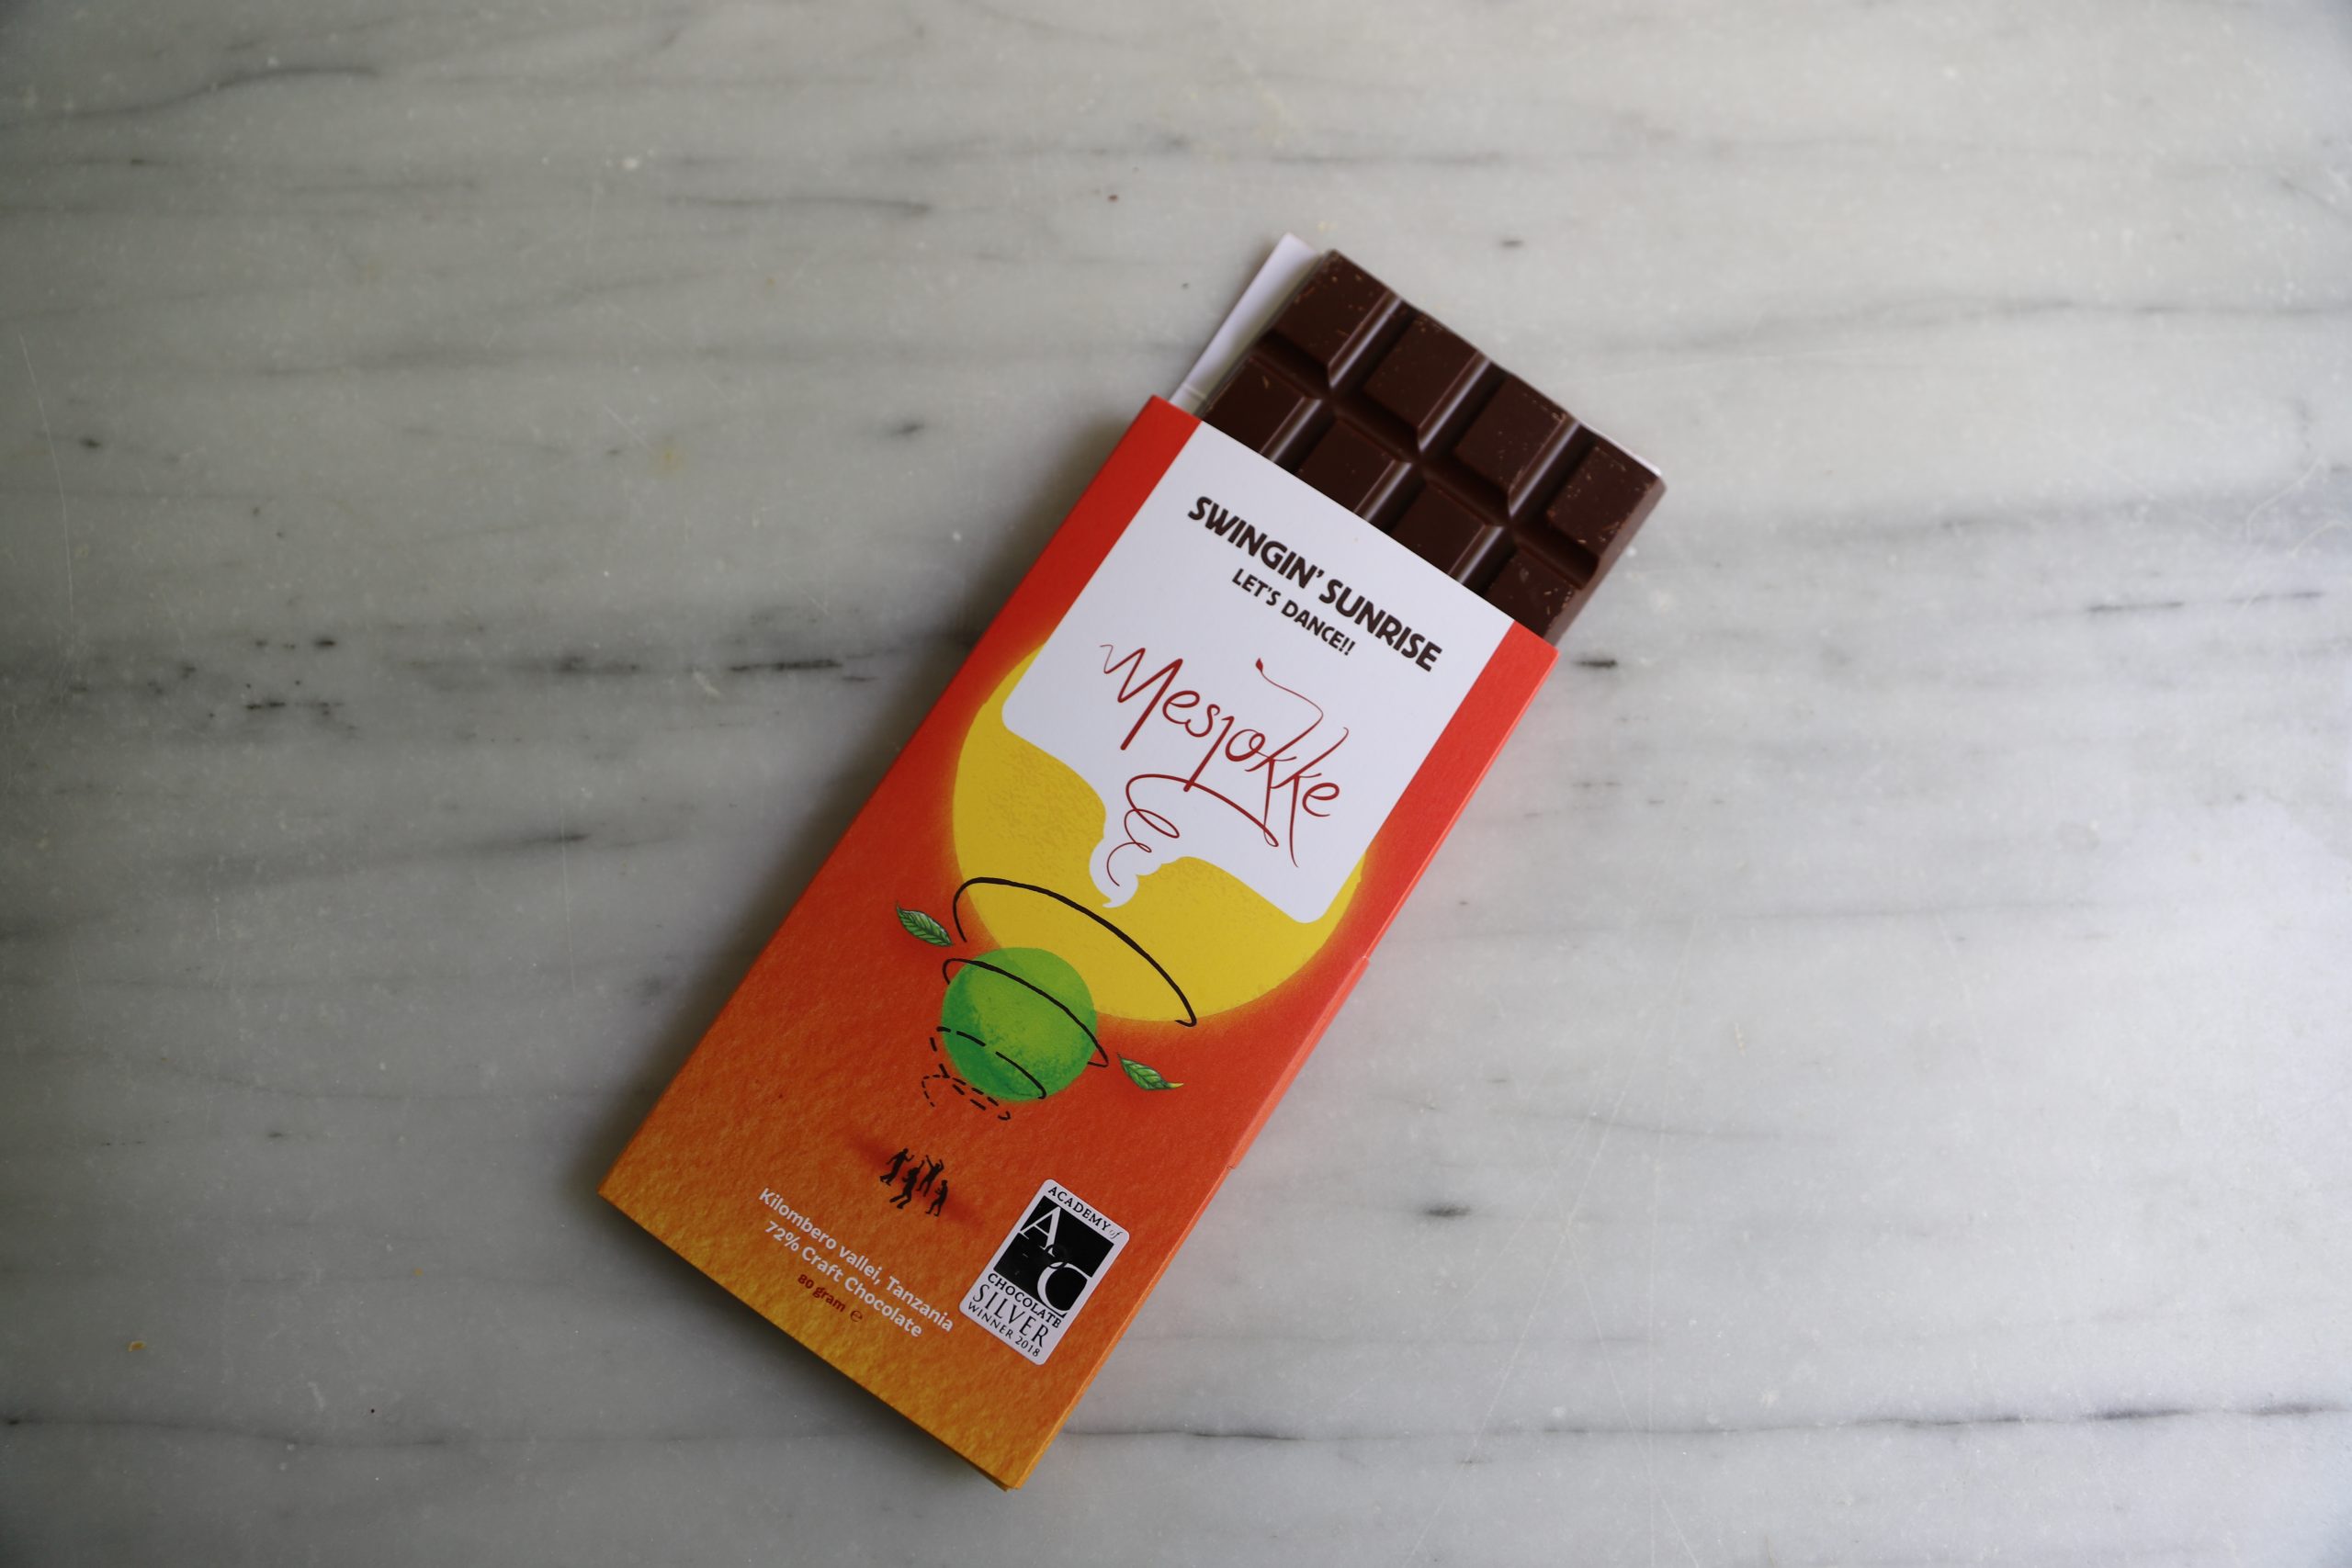 SWINGIN' SUNRISE
LET'S DANCE!!
Mesjokke
Kilombero vallei, Tanzania
72% Craft Chocolate
80 gram ℮
ACADEMY of
AoC
CHOCOLATE
SILVER
WINNER 2018